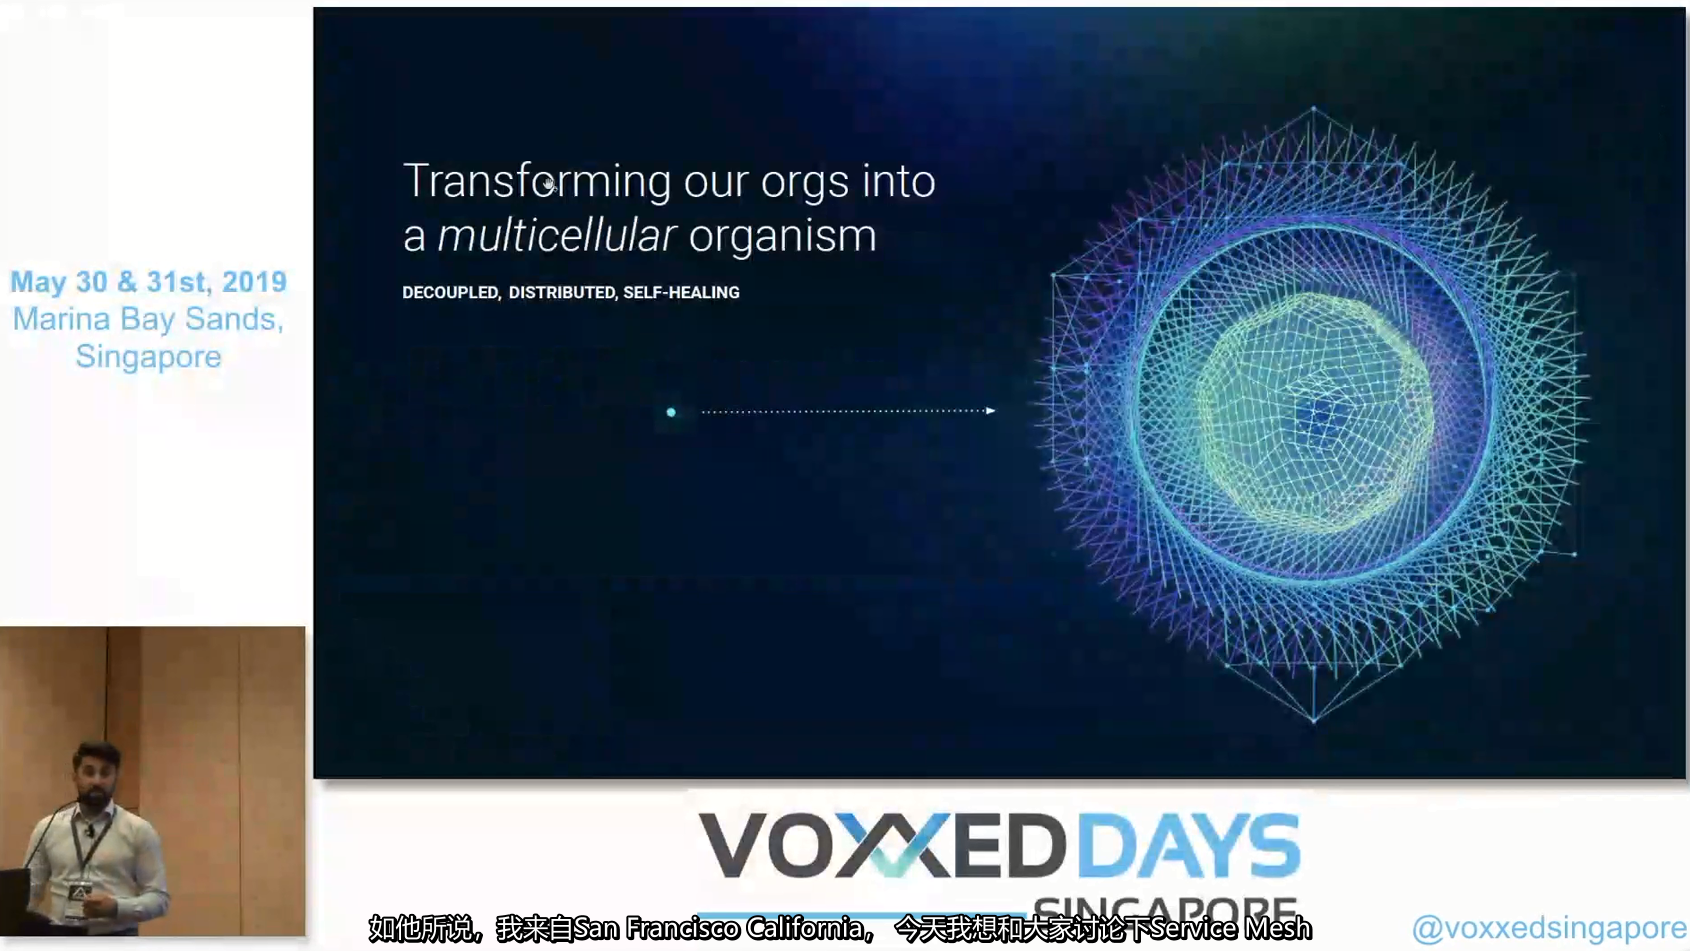 Transforming our orgs into
a multicellular organism
DECOUPLED, DISTRIBUTED, SELF-HEALING
May 30 & 31st, 2019
Marina Bay Sands,
Singapore
VOXXED DAYS
SINGAPORE
如他所说，我来自San Francisco California， 今天我想和大家讨论下Service Mesh
@voxxedsingapore